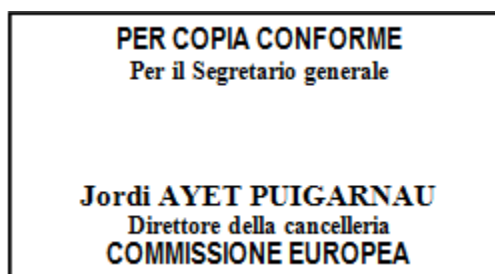 PER COPIA CONFORME
Per il Segretario generale
Jordi AYET PUIGARNAU
Direttore della cancelleria
COMMISSIONE EUROPEA